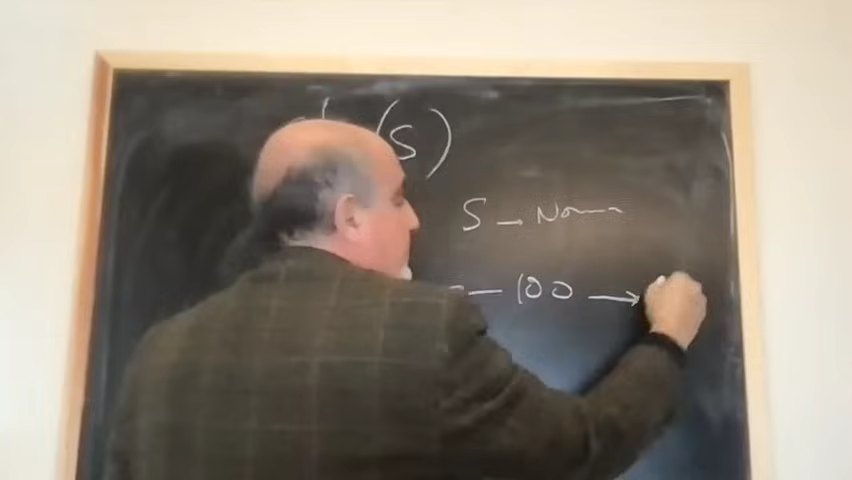 (S)
S — Norm
— 100 →